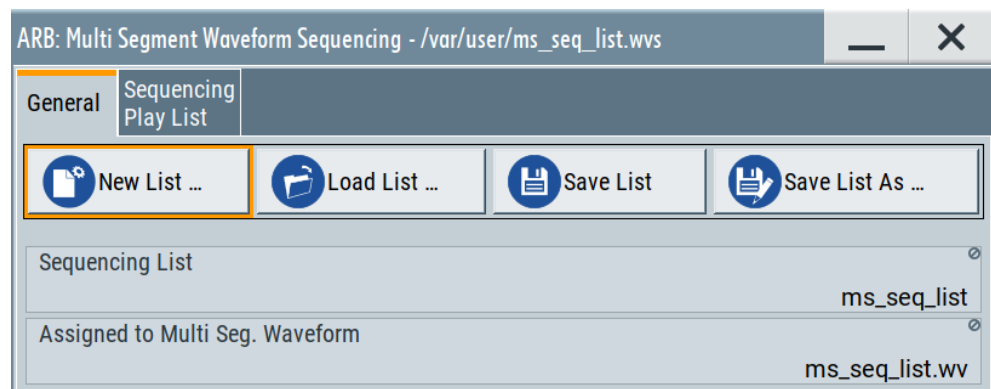 ARB: Multi Segment Waveform Sequencing - /var/user/ms_seq_list.wvs
General
Sequencing
Play List
New List ...
Load List ...
Save List
Save List As ...
Sequencing List
ms_seq_list
Assigned to Multi Seg. Waveform
ms_seq_list.wv